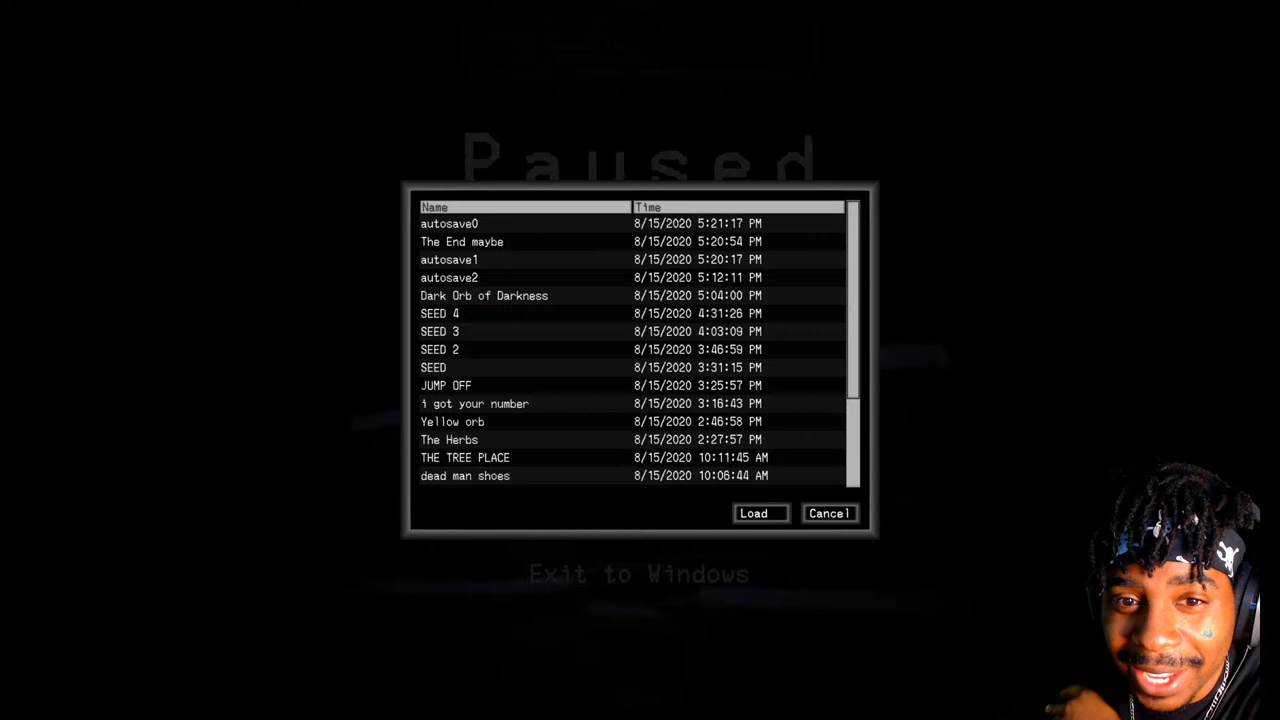 Paused
Name Time
autosave0 8/15/2020 5:21:17 PM
The End maybe 8/15/2020 5:20:54 PM
autosave1 8/15/2020 5:20:17 PM
autosave2 8/15/2020 5:12:11 PM
Dark Orb of Darkness 8/15/2020 5:04:00 PM
SEED 4 8/15/2020 4:31:26 PM
SEED 3 8/15/2020 4:03:09 PM
SEED 2 8/15/2020 3:46:59 PM
SEED 8/15/2020 3:31:15 PM
JUMP OFF 8/15/2020 3:25:57 PM
i got your number 8/15/2020 3:16:43 PM
Yellow orb 8/15/2020 2:46:58 PM
The Herbs 8/15/2020 2:27:57 PM
THE TREE PLACE 8/15/2020 10:11:45 AM
dead man shoes 8/15/2020 10:06:44 AM
Load Cancel
Exit to Windows